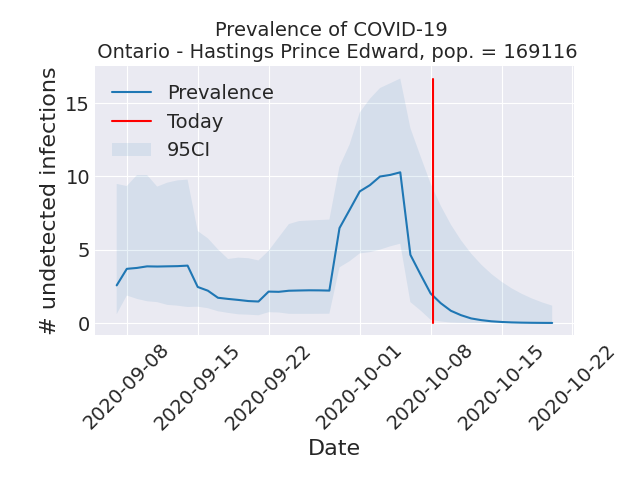 Prevalence of COVID-19
Ontario - Hastings Prince Edward, pop. = 169116
# undetected infections
15
10
5
0
Prevalence
Today
95CI
2020-09-08
2020-09-15
2020-09-22
2020-10-01
2020-10-08
2020-10-15
2020-10-22
Date